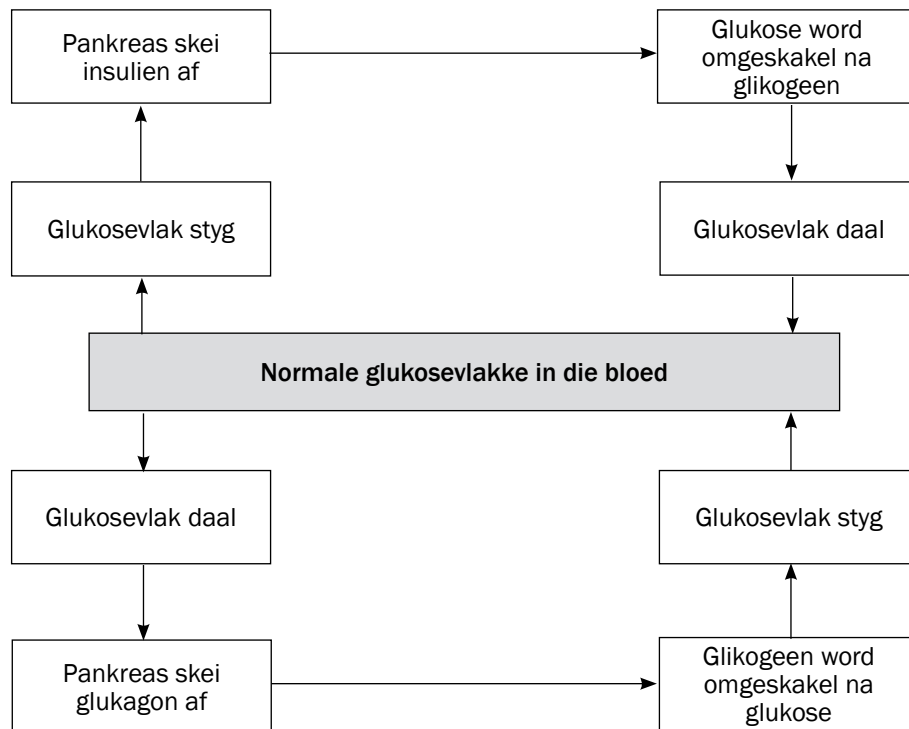 Pankreas skei
insulien af
Glukose word
omgeskakel na
glikogeen
Glukosevlak styg
Glukosevlak daal
Normale glukosevlakke in die bloed
Glukosevlak daal
Glukosevlak styg
Pankreas skei
glukagon af
Glikogeen word
omgeskakel na
glukose